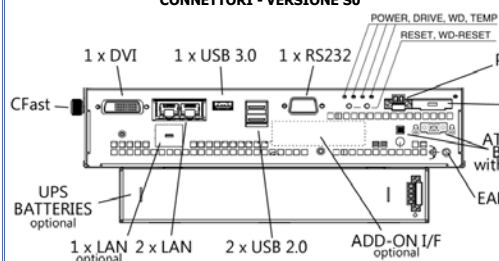 CONNETTORI - VERSIONE S0
POWER, DRIVE, WD, TEMP
RESET, WD-RESET
1 x DVI
1 x USB 3.0
1 x RS232
CFast
UPS
BATTERIES
optional
1 x LAN
optional
2 x LAN
2 x USB 2.0
ADD-ON I/F
optional